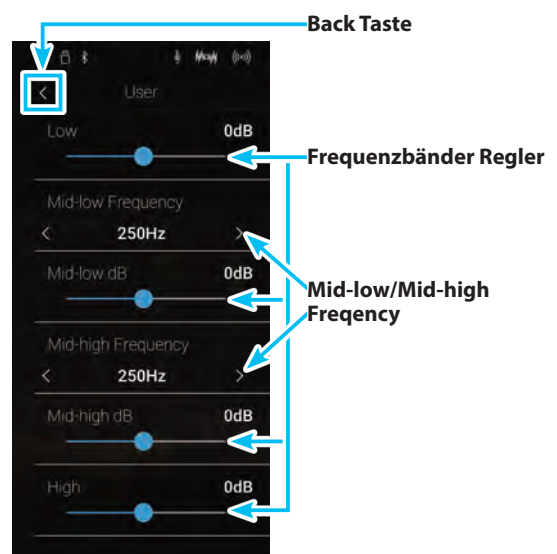 Back Taste
User
Low 0dB
Frequenzbänder Regler
Mid-low Frequency
< 250Hz >
Mid-low dB 0dB
Mid-low/Mid-high
Freqency
Mid-high Frequency
< 250Hz >
Mid-high dB 0dB
High 0dB